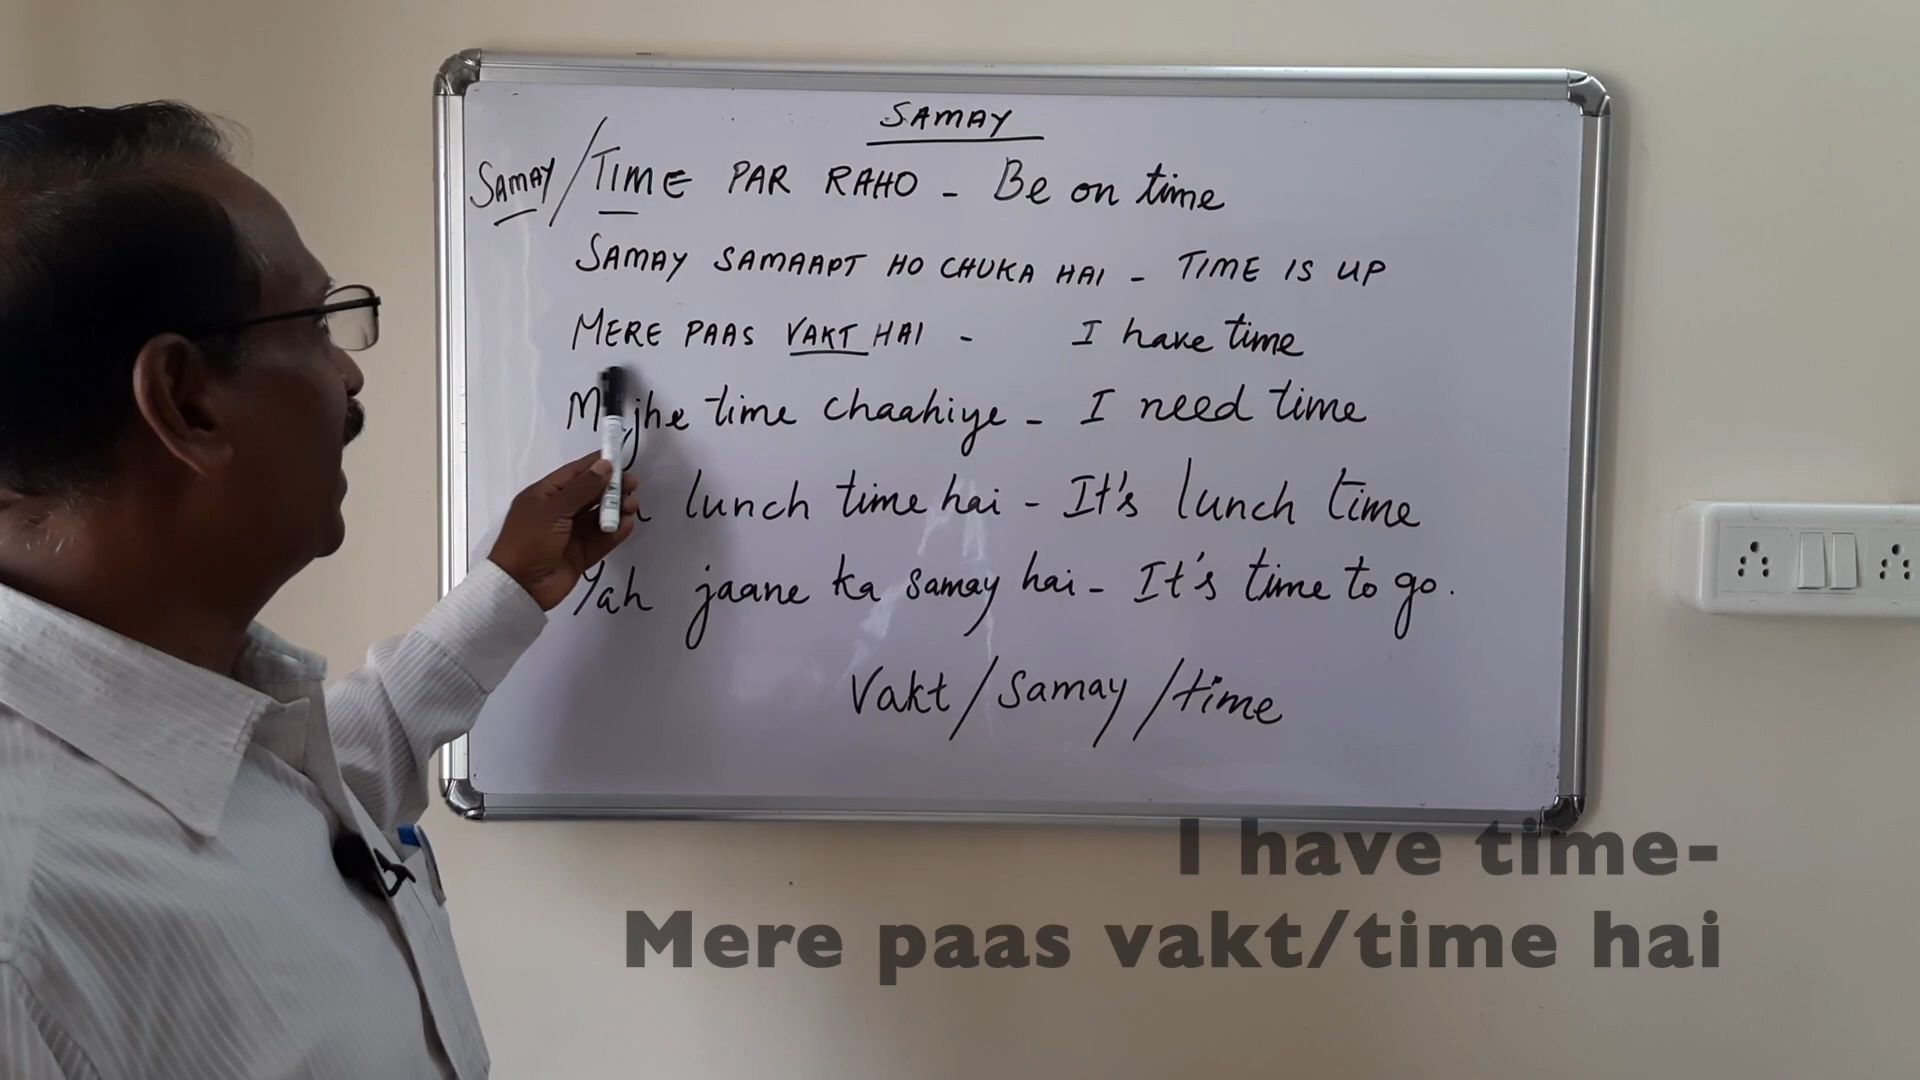 SAMAY
SAMAY/TIME PAR RAHO - Be on time
SAMAY SAMAAPT HO CHUKA HAI - TIME IS UP
MERE PAAS VAKT HAI - I have time
time chaahiye - I need time
lunch time hai - It's lunch time
Yah jaane ka samay hai - It's time to go.
Vakt/samay/time
I have time-
Mere paas vakt/time hai